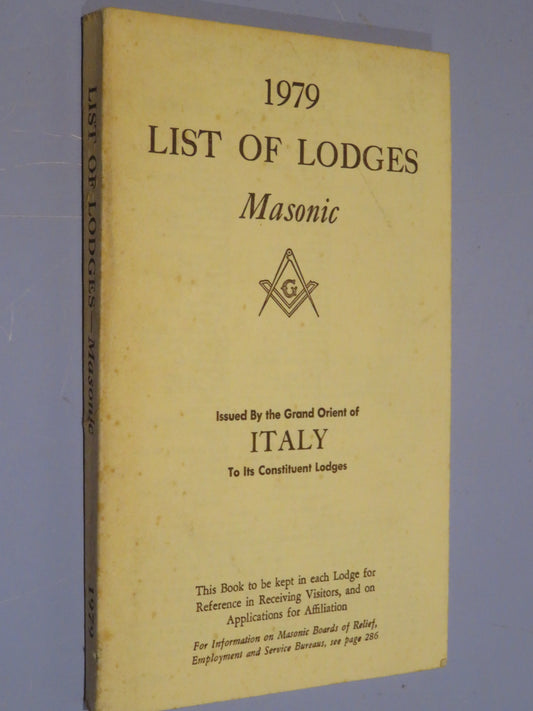 1979
LIST OF LODGES
Masonic
G
Issued By the Grand Orient of
ITALY
To Its Constituent Lodges
This Book to be kept in each Lodge for
Reference in Receiving Visitors, and on
Applications for Affiliation
For Information on Masonic Boards of Relief,
Employment and Service Bureaus, see page 286
LIST OF LODGES—Masonic 1979